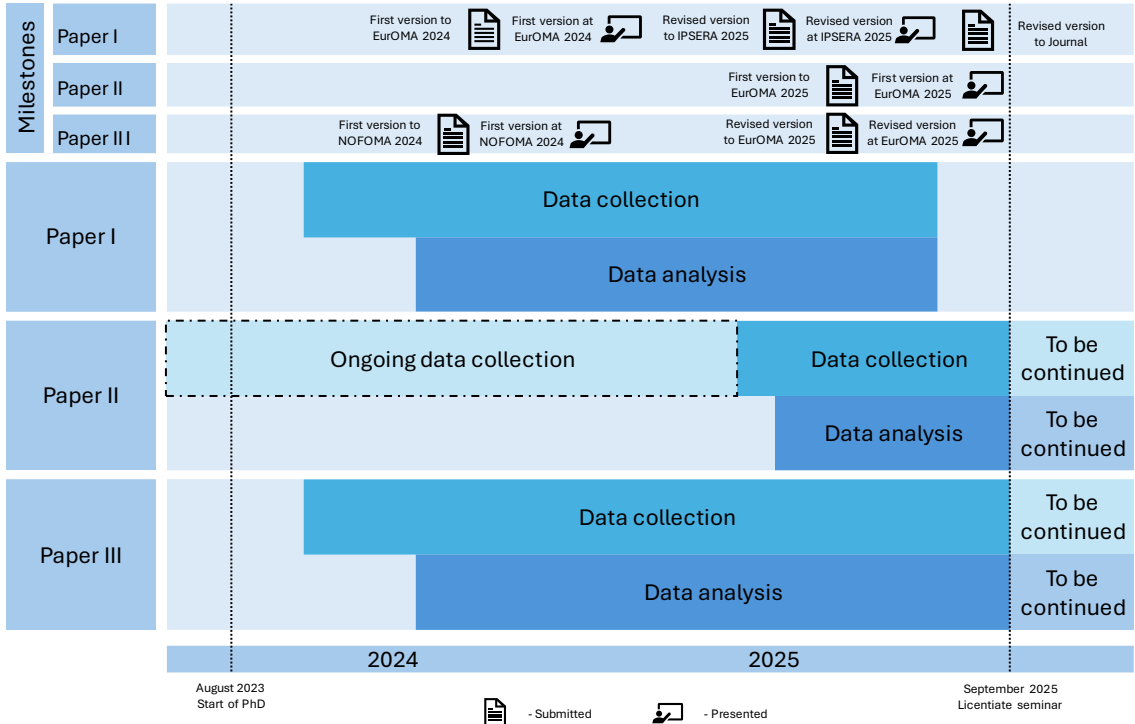 Milestones
Paper I
First version to
EurOMA 2024
First version at
EurOMA 2024
Revised version
to IPSERA 2025
Revised version
at IPSERA 2025
Revised version
to Journal
Paper II
First version to
EurOMA 2025
First version at
EurOMA 2025
Paper III
First version to
NOFOMA 2024
First version at
NOFOMA 2024
Revised version
to EurOMA 2025
Revised version
at EurOMA 2025
Paper I
Data collection
Data analysis
Paper II
Ongoing data collection
Data collection
To be
continued
Data analysis
To be
continued
Paper III
Data collection
To be
continued
Data analysis
To be
continued
2024
2025
August 2023
Start of PhD
September 2025
Licentiate seminar
- Submitted
- Presented